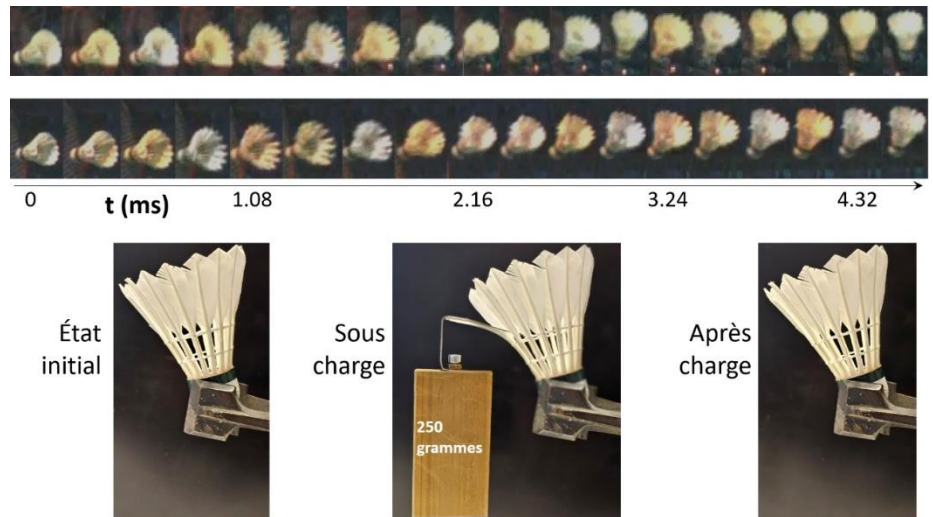 0 1.08 2.16 3.24 4.32
t (ms)
État
initial
Sous
charge
Après
charge
250
grammes